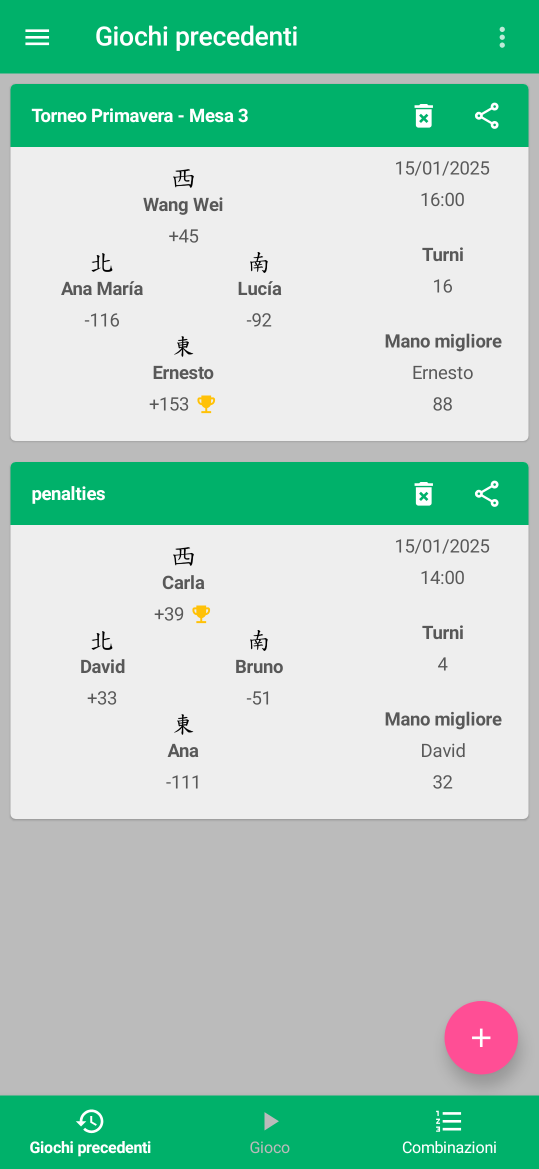 Giochi precedenti
Torneo Primavera - Mesa 3
西
Wang Wei
+45
北
Ana María
-116
南
Lucía
-92
東
Ernesto
+153
15/01/2025
16:00
Turni
16
Mano migliore
Ernesto
88
penalties
西
Carla
+39
北
David
+33
南
Bruno
-51
東
Ana
-111
15/01/2025
14:00
Turni
4
Mano migliore
David
32
Giochi precedenti
Gioco
Combinazioni